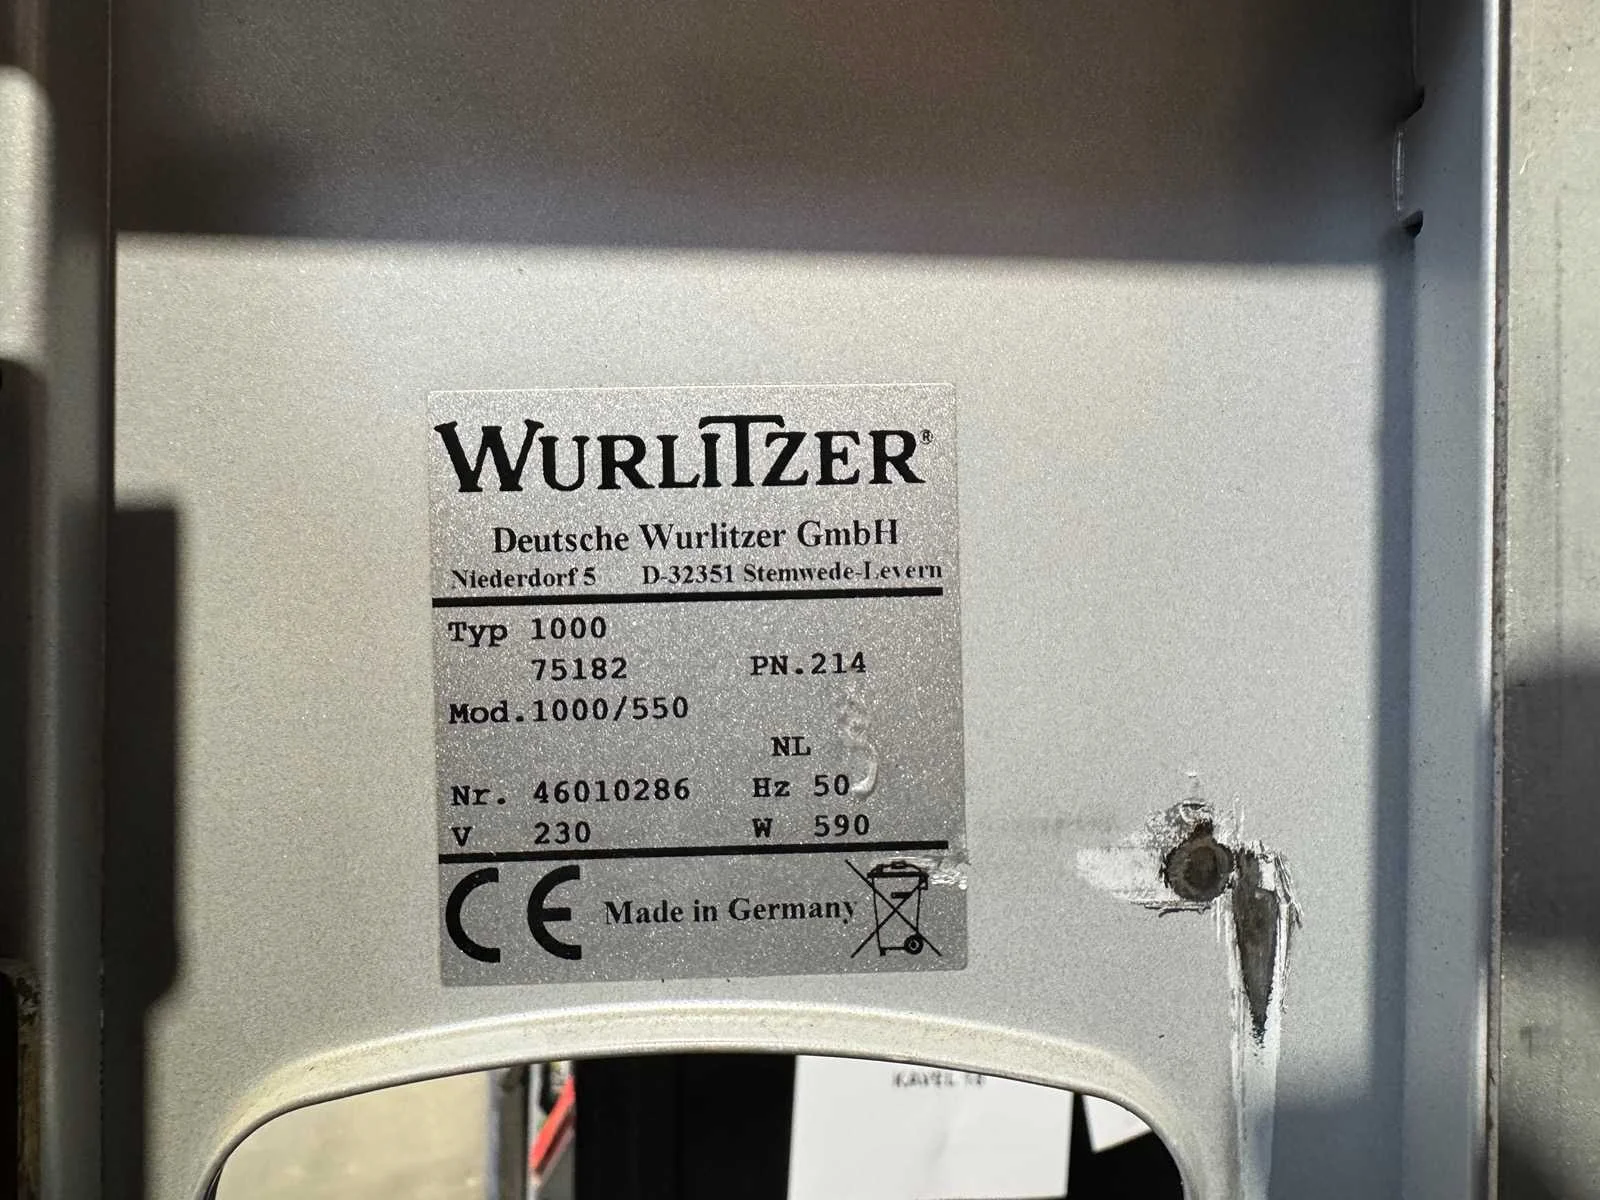 WURLITZER®
Deutsche Wurlitzer GmbH
Niederdorf 5 D-32351 Stemwede-Levern
Typ 1000
75182 PN.214
Mod.1000/550
NL
Nr. 46010286 Hz 50
V 230 W 590
CE Made in Germany